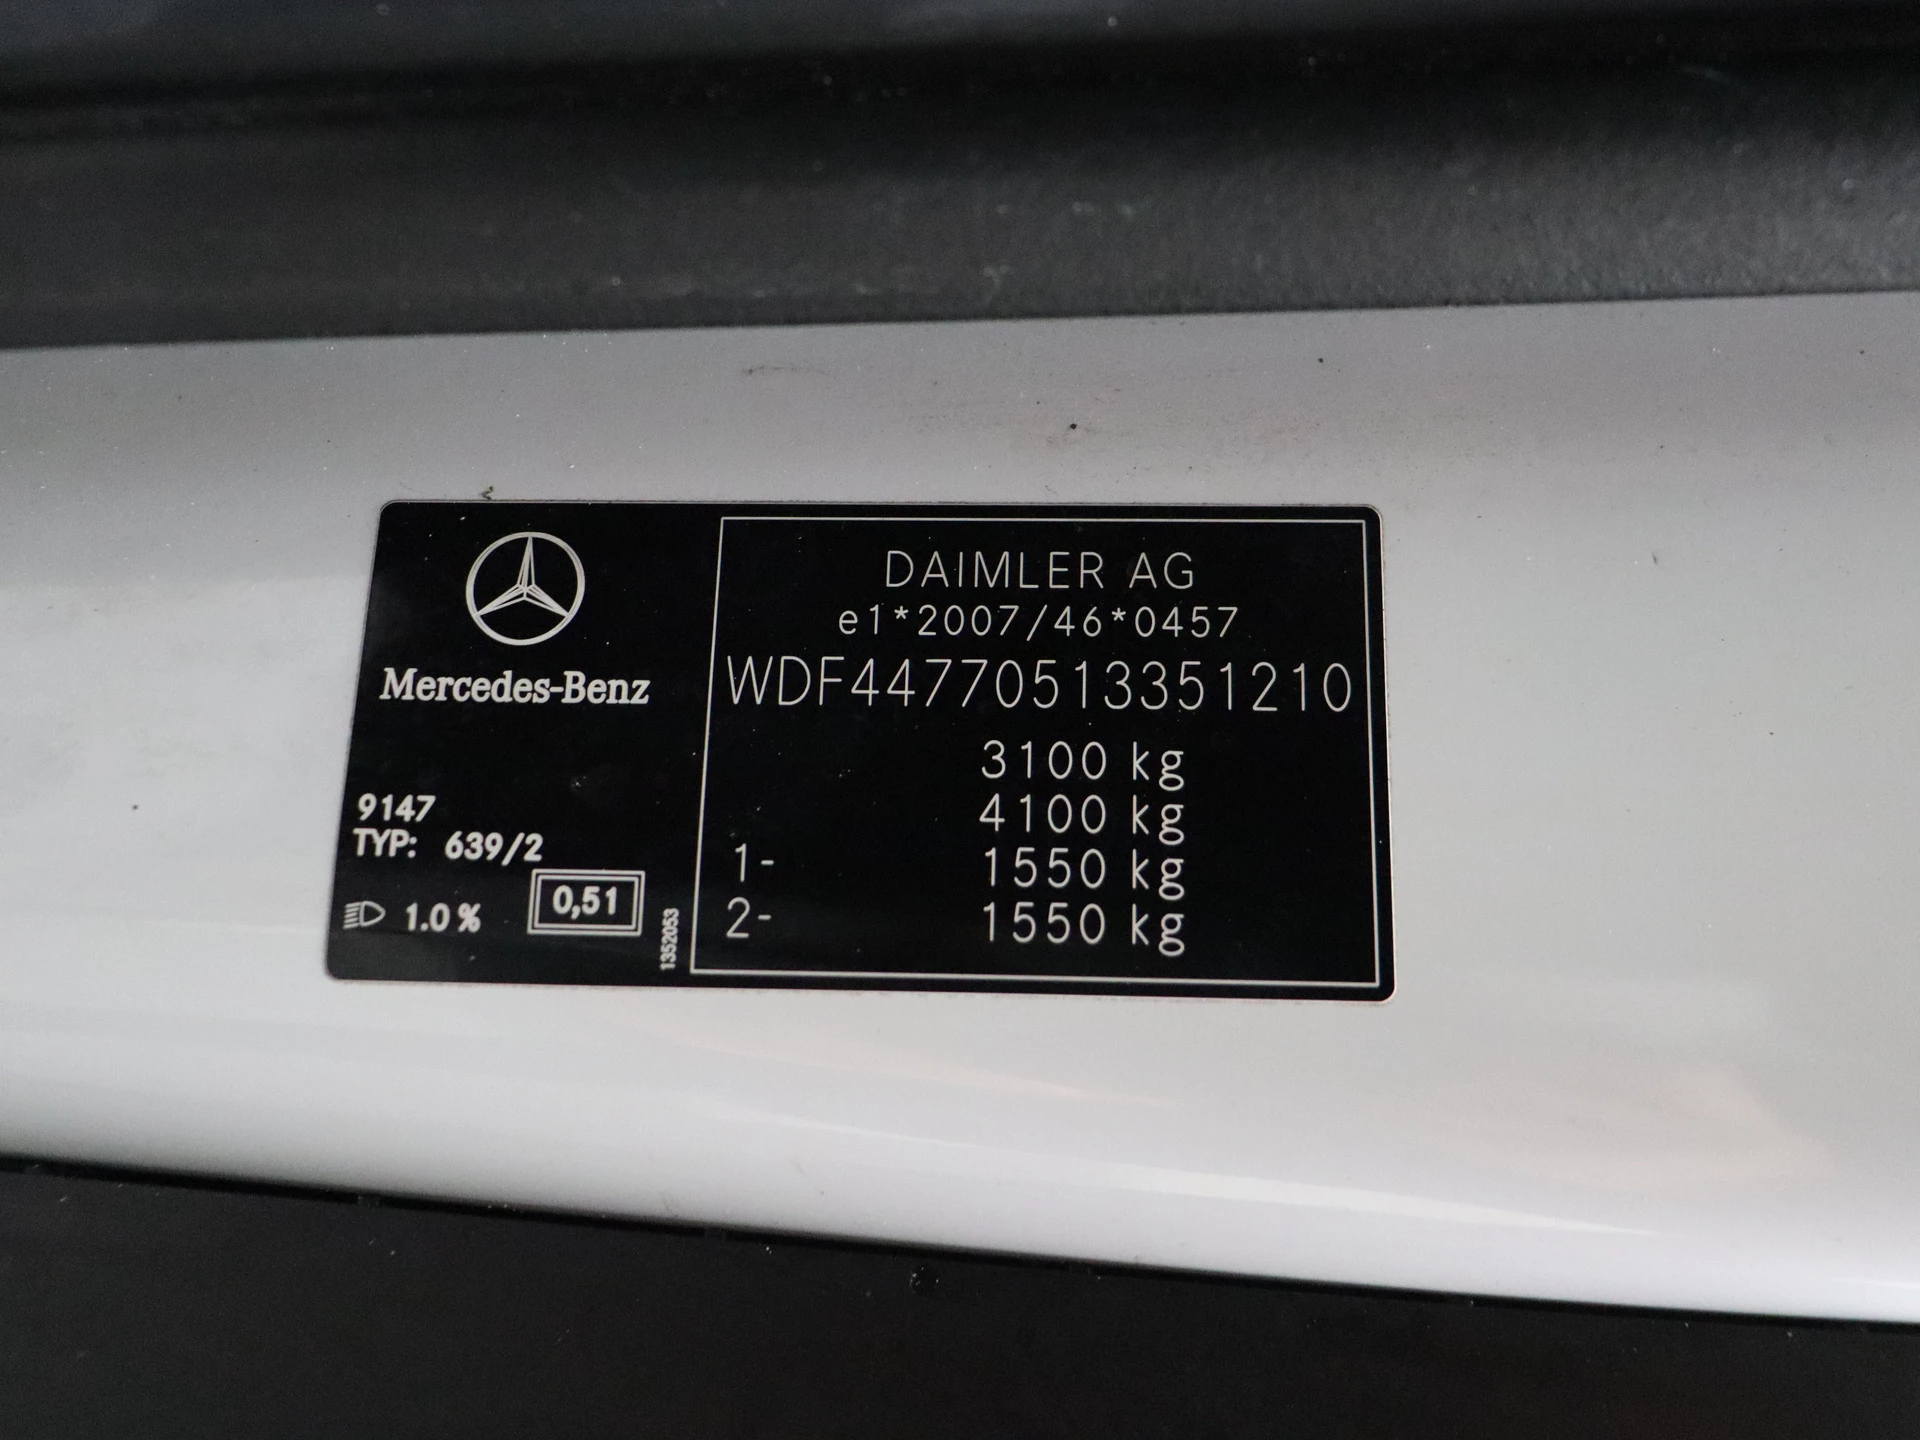 Mercedes-Benz
9147
TYP: 639/2
1.0 %
0,51
1352053
DAIMLER AG
e1*2007/46*0457
WDF44770513351210
3100 kg
4100 kg
1- 1550 kg
2- 1550 kg